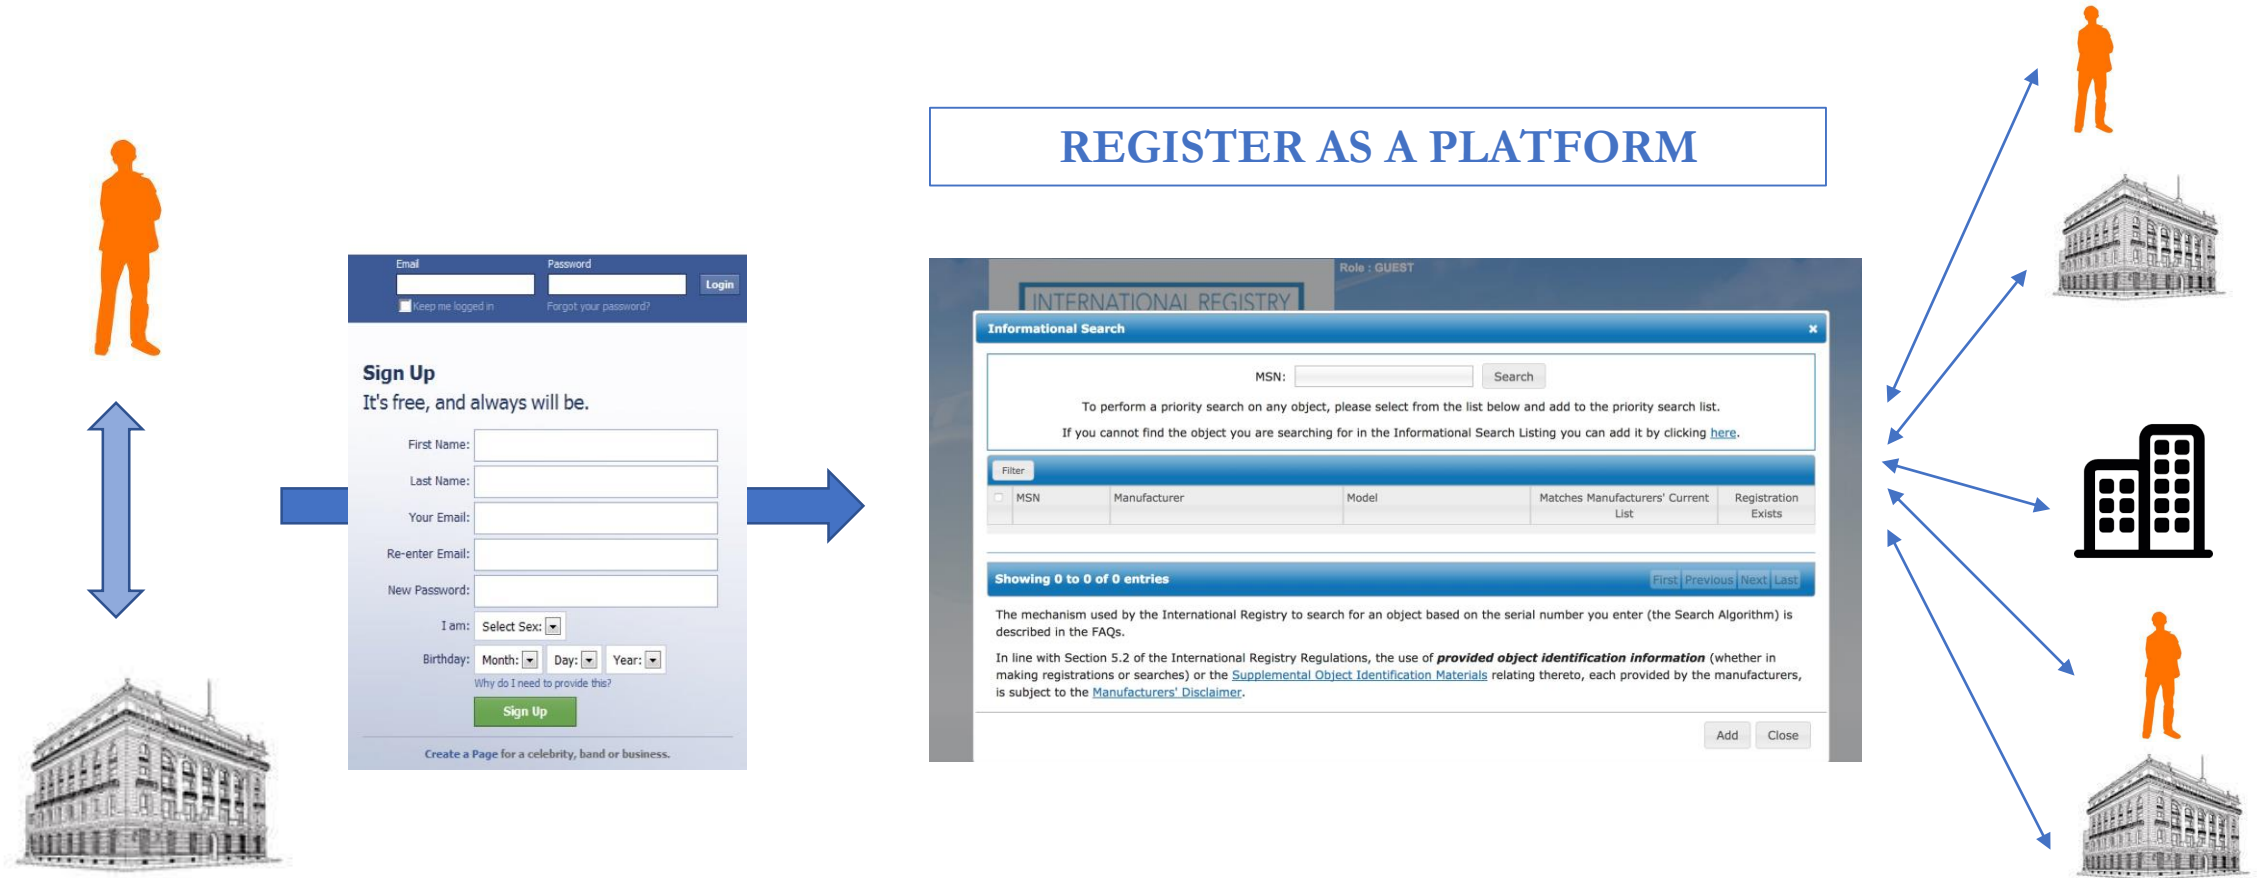 REGISTER AS A PLATFORM
Email Password
Login
Keep me logged in Forgot your password?
Sign Up
It's free, and always will be.
First Name:
Last Name:
Your Email:
Re-enter Email:
New Password:
I am: Select Sex:
Birthday: Month: Day: Year:
Why do I need to provide this?
Sign Up
Create a Page for a celebrity, band or business.
Role : GUEST
INTERNATIONAL REGISTRY
Informational Search x
MSN: Search
To perform a priority search on any object, please select from the list below and add to the priority search list.
If you cannot find the object you are searching for in the Informational Search Listing you can add it by clicking here.
Filter
MSN Manufacturer Model Matches Manufacturers' Current Registration
List Exists
Showing 0 to 0 of 0 entries First Previous Next Last
The mechanism used by the International Registry to search for an object based on the serial number you enter (the Search Algorithm) is
described in the FAQs.
In line with Section 5.2 of the International Registry Regulations, the use of provided object identification information (whether in
making registrations or searches) or the Supplemental Object Identification Materials relating thereto, each provided by the manufacturers,
is subject to the Manufacturers' Disclaimer.
Add Close